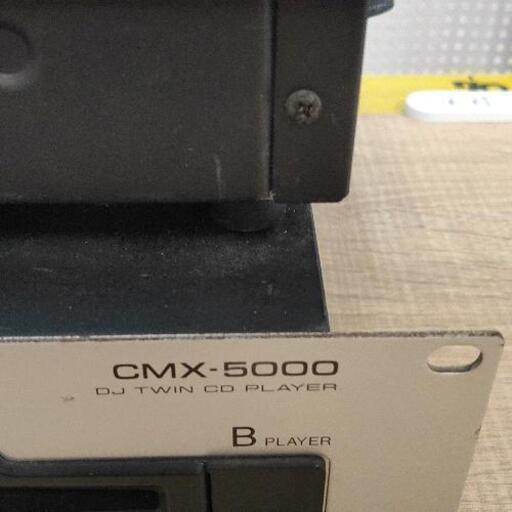 CMX-5000
DJ TWIN CD PLAYER
B PLAYER